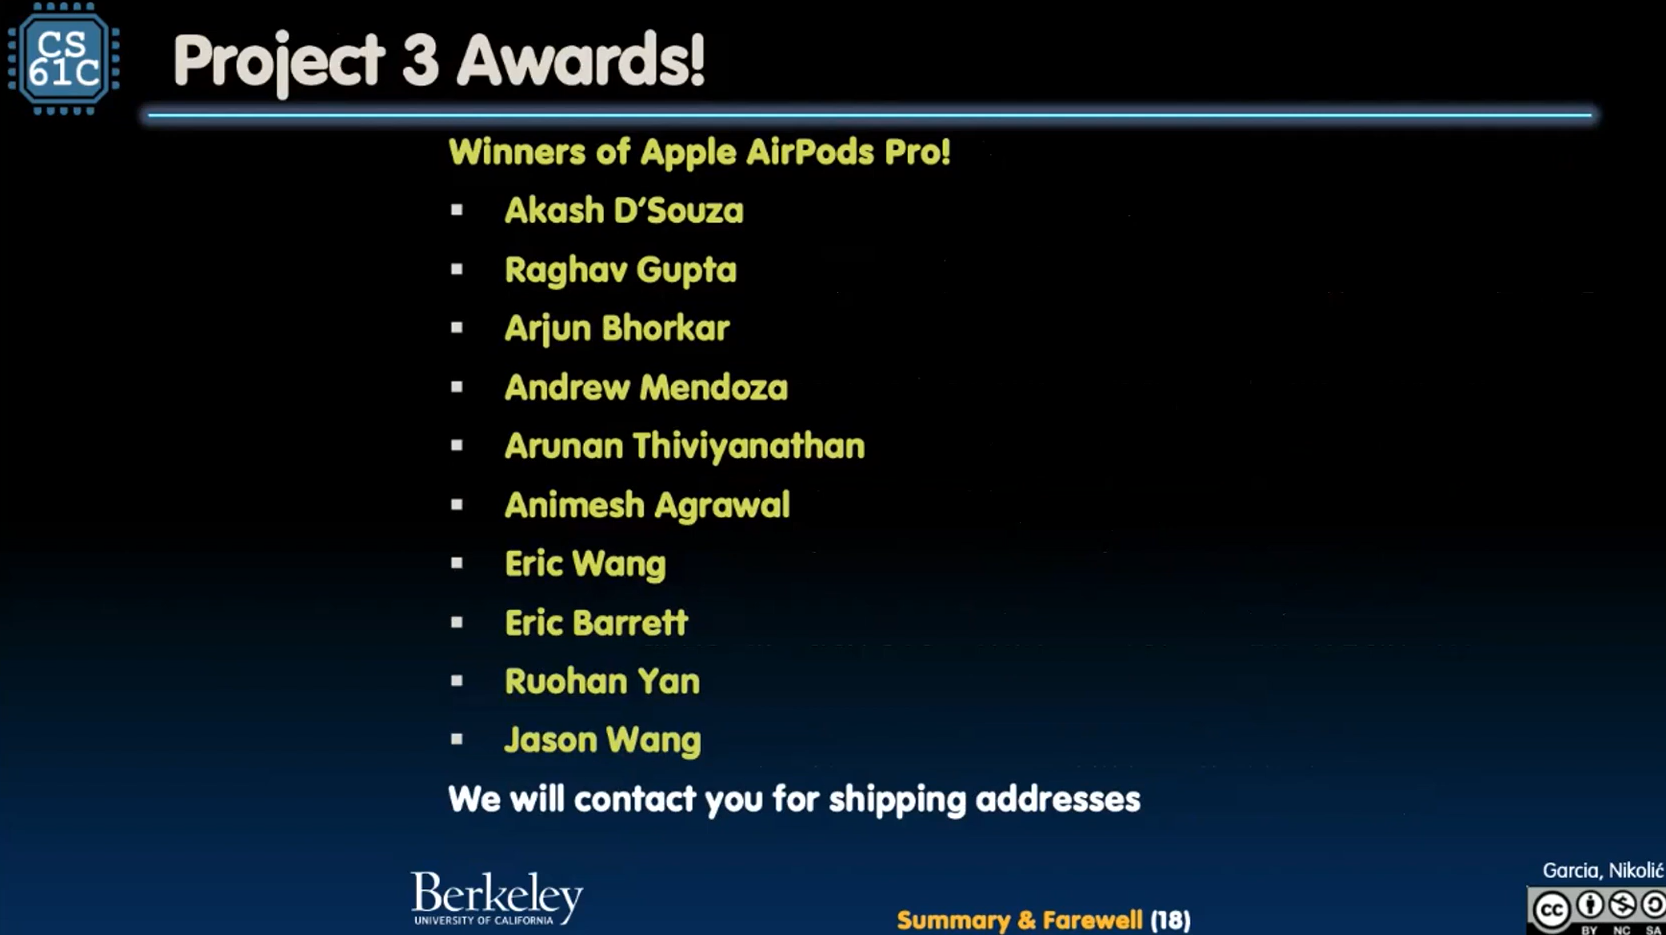 CS
61C
Project 3 Awards!
Winners of Apple AirPods Pro!
▪ Akash D'Souza
▪ Raghav Gupta
▪ Arjun Bhorkar
▪ Andrew Mendoza
▪ Arunan Thiviyanathan
▪ Animesh Agrawal
▪ Eric Wang
▪ Eric Barrett
▪ Ruohan Yan
▪ Jason Wang
We will contact you for shipping addresses
Berkeley
UNIVERSITY OF CALIFORNIA
Summary & Farewell (18)
Garcia, Nikolić
cc
BY NC SA